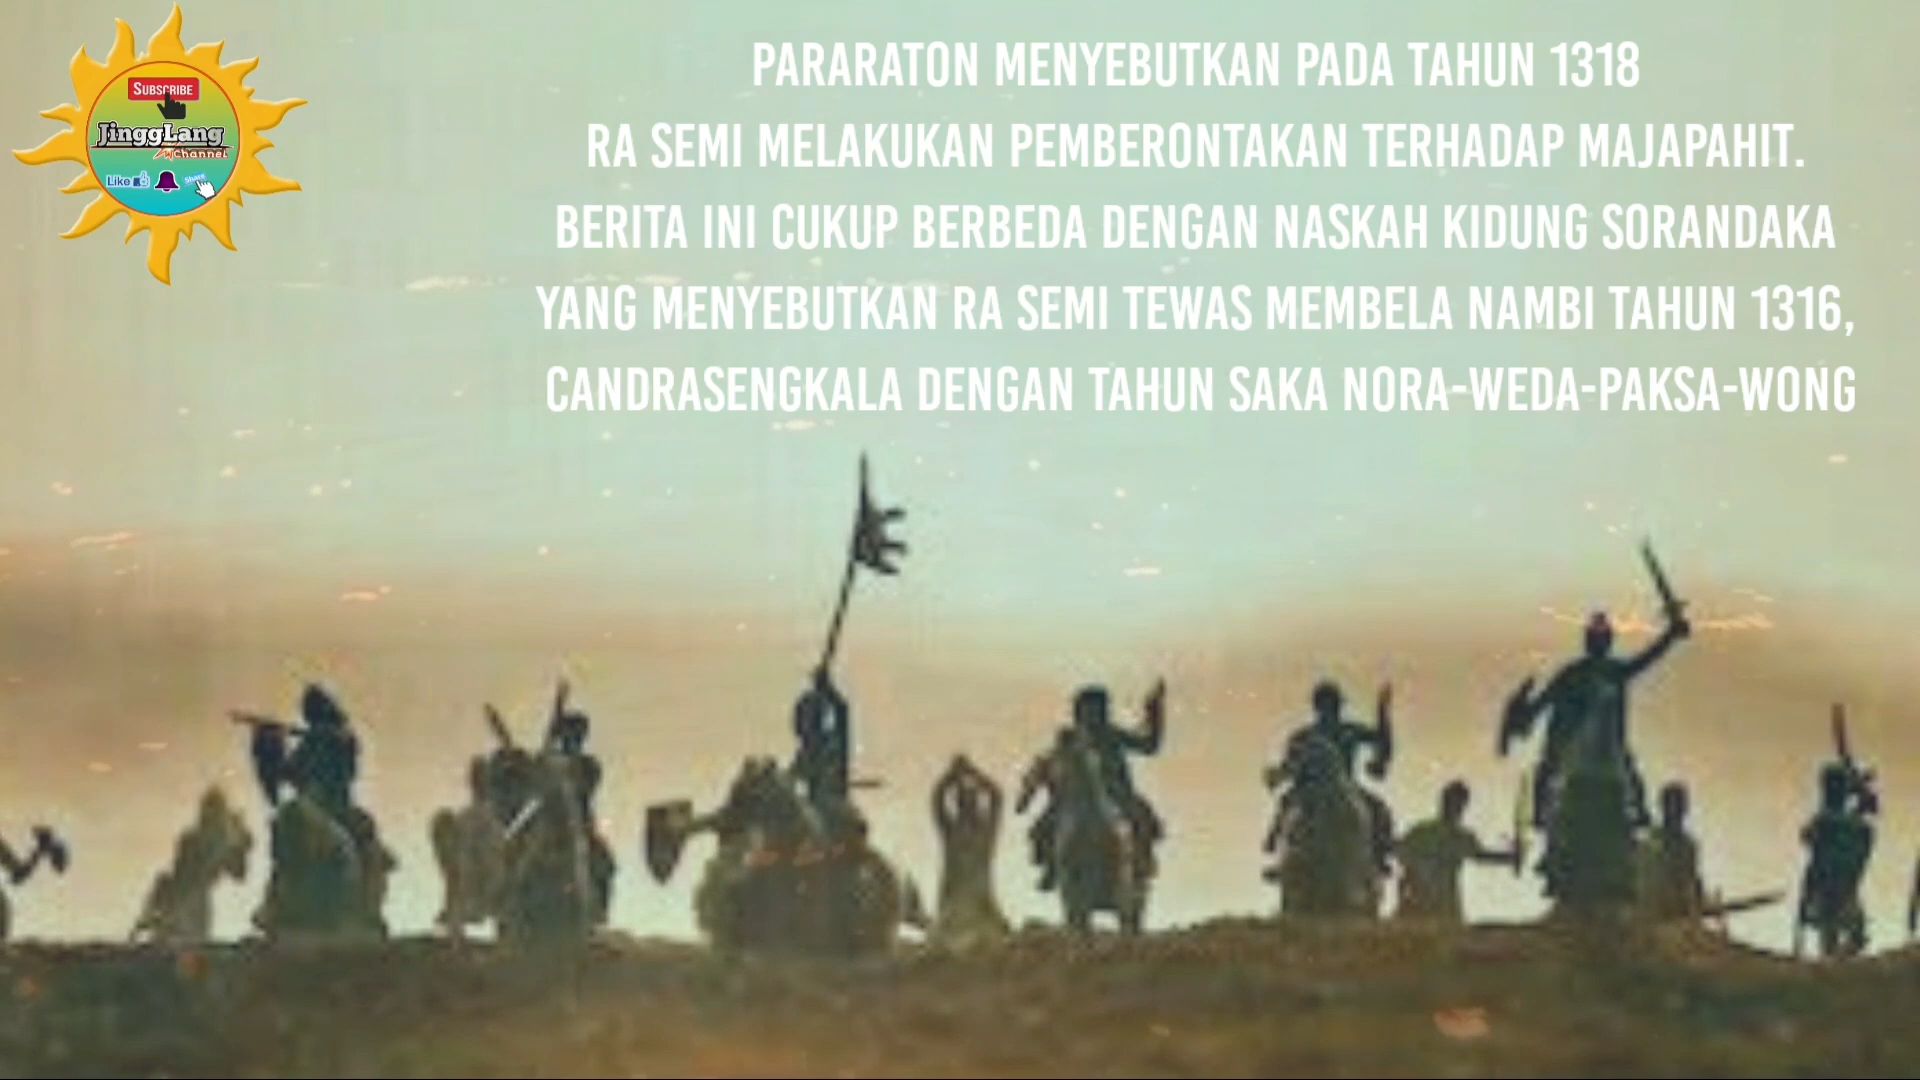 SUBSCRIBE
JinggLang
Channel
Like
Share
PARARATON MENYEBUTKAN PADA TAHUN 1318
RA SEMI MELAKUKAN PEMBERONTAKAN TERHADAP MAJAPAHIT.
BERITA INI CUKUP BERBEDA DENGAN NASKAH KIDUNG SORANDAKA
YANG MENYEBUTKAN RA SEMI TEWAS MEMBELA NAMBI TAHUN 1316,
CANDRASENGKALA DENGAN TAHUN SAKA NORA-WEDA-PAKSA-WONG